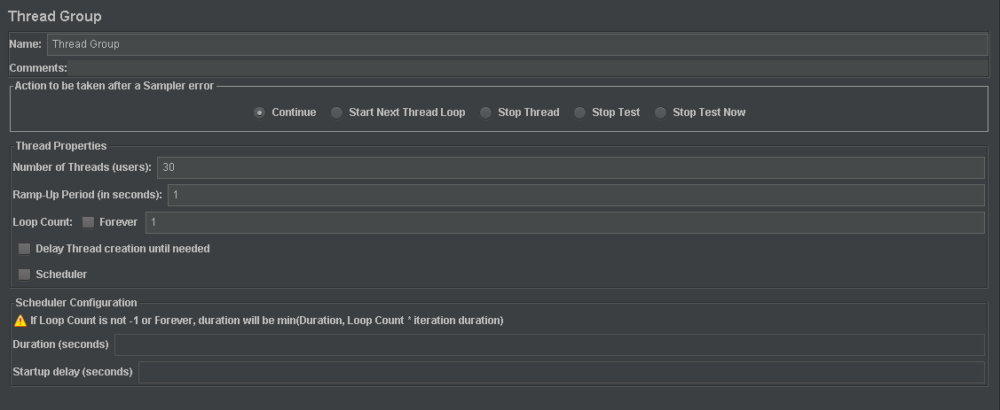 Thread Group
Name: Thread Group
Comments:
Action to be taken after a Sampler error
Continue Start Next Thread Loop Stop Thread Stop Test Stop Test Now
Thread Properties
Number of Threads (users): 30
Ramp-Up Period (in seconds): 1
Loop Count: Forever 1
Delay Thread creation until needed
Scheduler
Scheduler Configuration
If Loop Count is not -1 or Forever, duration will be min(Duration, Loop Count * iteration duration)
Duration (seconds)
Startup delay (seconds)